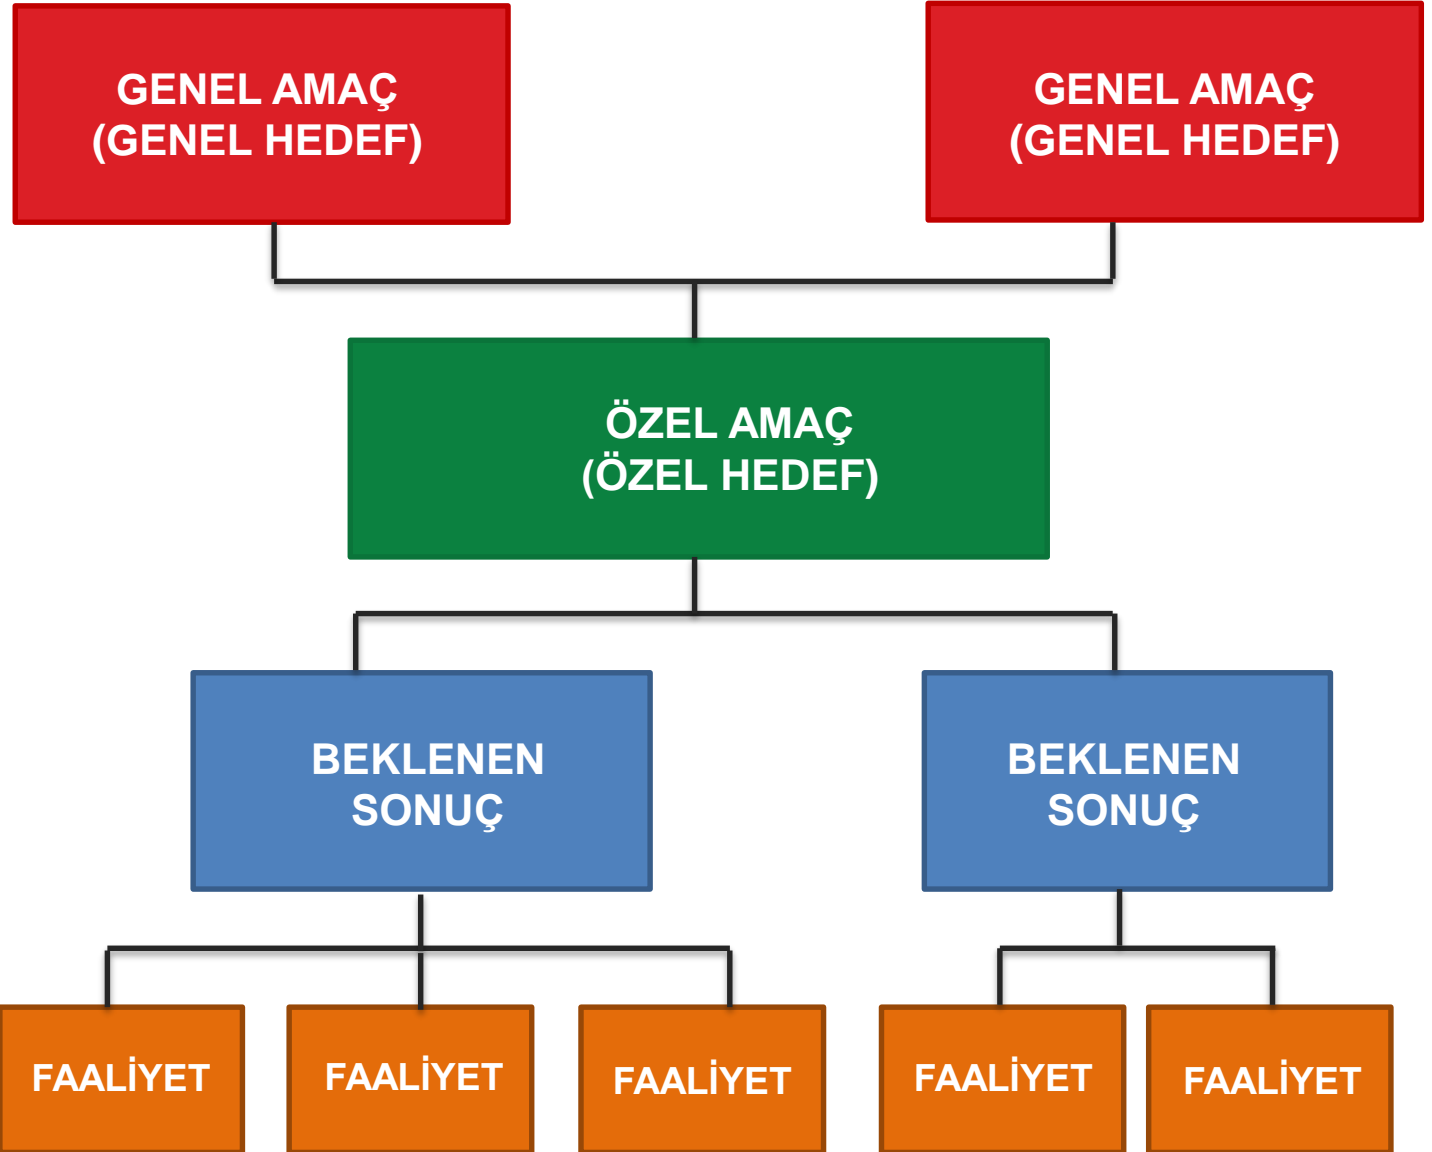 GENEL AMAÇ
(GENEL HEDEF)
GENEL AMAÇ
(GENEL HEDEF)
ÖZEL AMAÇ
(ÖZEL HEDEF)
BEKLENEN
SONUÇ
BEKLENEN
SONUÇ
FAALİYET
FAALİYET
FAALİYET
FAALİYET
FAALİYET